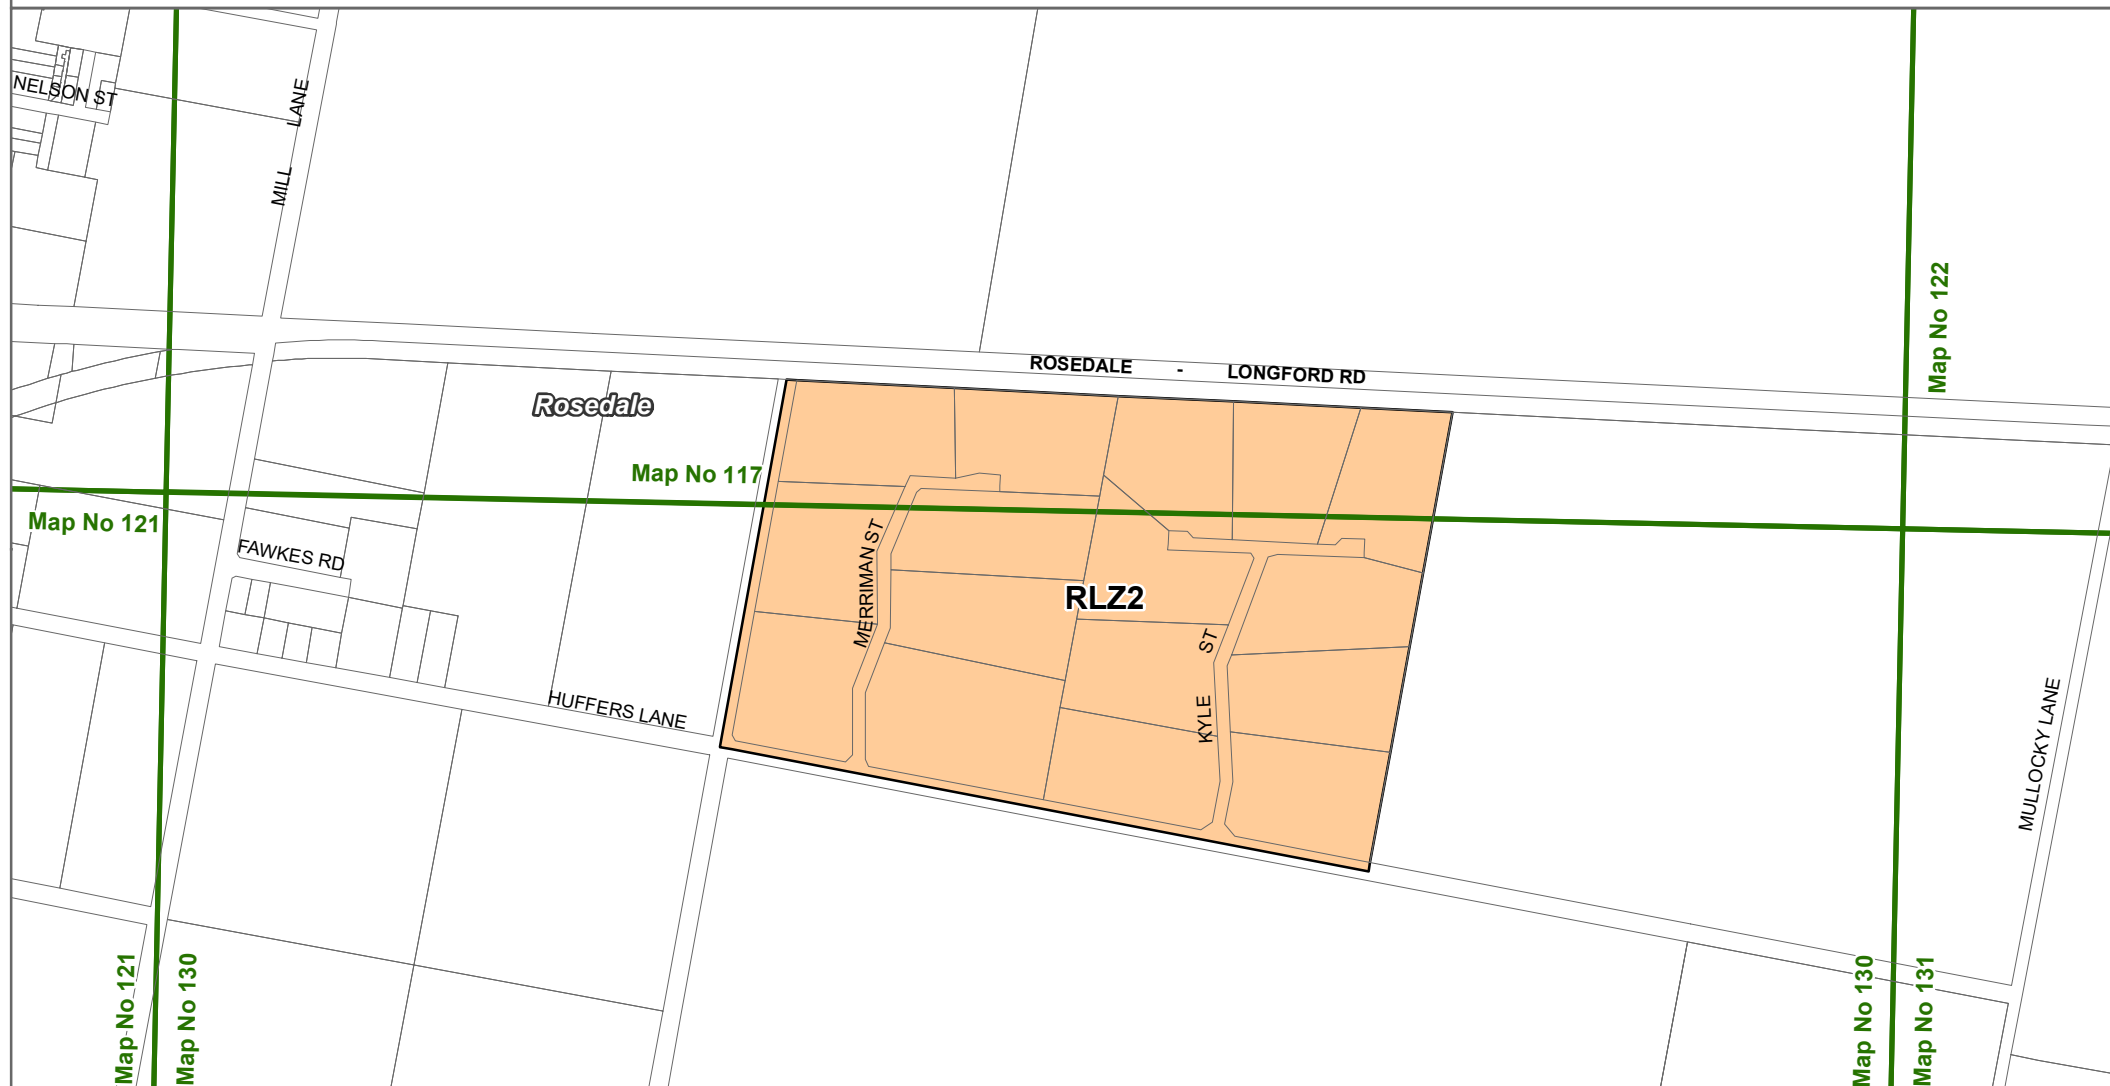 NELSON ST
MILL LANE
Map No 122
ROSEDALE - LONGFORD RD
Rosedale
Map No 117
Map No 121
FAWKES RD
MERRIMAN ST
RLZ2
KYLE ST
HUFFERS LANE
MULLOCKY LANE
Map No 121
Map No 130
Map No 130
Map No 131